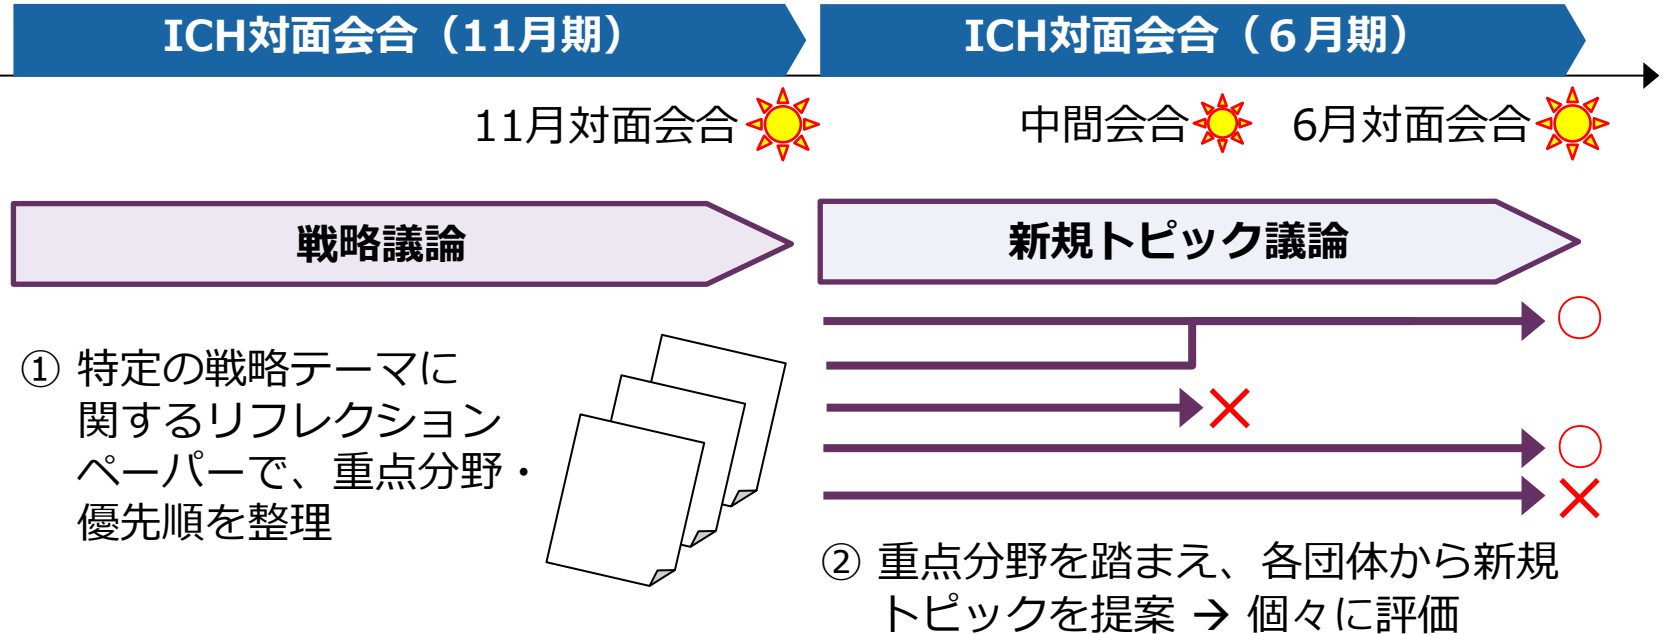 ICH対面会合（11月期）
ICH対面会合（６月期）
11月対面会合
中間会合
6月対面会合
戦略議論
新規トピック議論
① 特定の戦略テーマに
関するリフレクション
ペーパーで、重点分野・
優先順を整理
○
×
○
×
② 重点分野を踏まえ、各団体から新規
トピックを提案 → 個々に評価